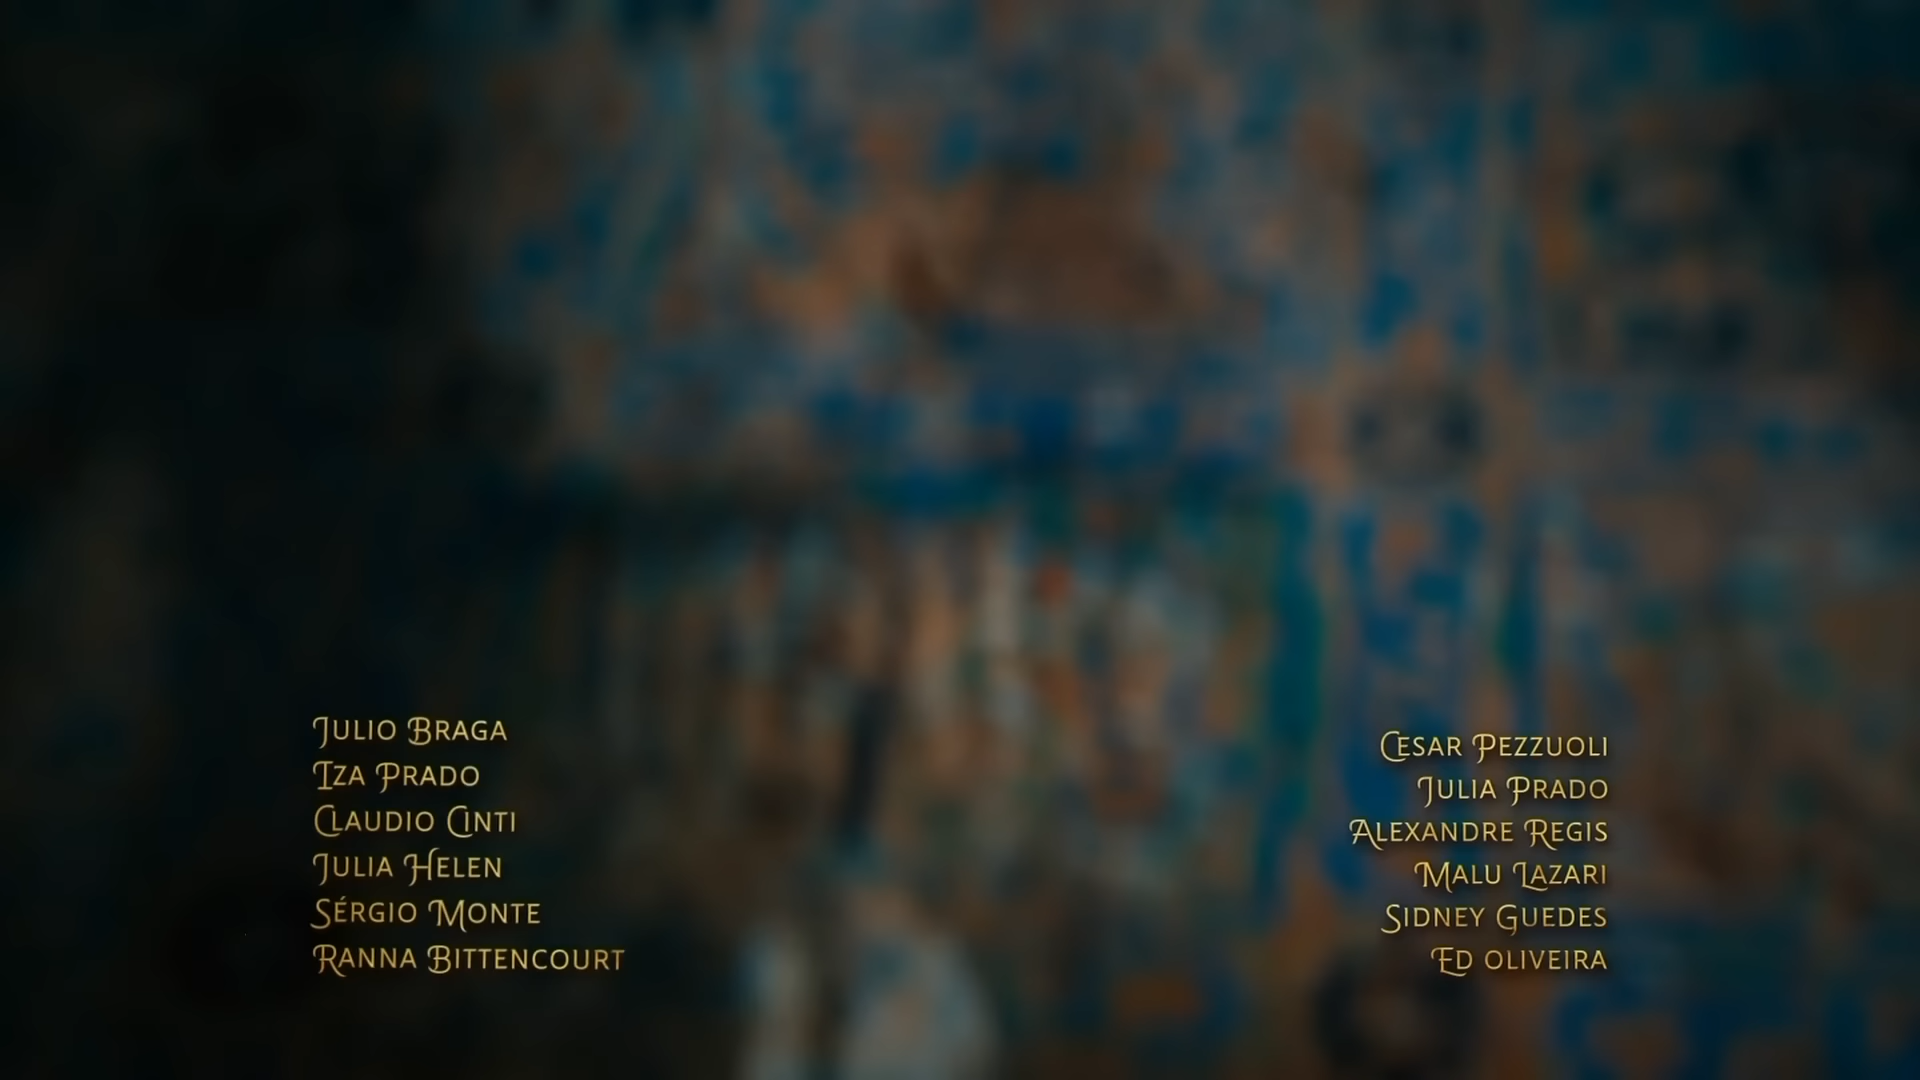 Julio Braga
Iza Prado
Claudio Cinti
Julia Helen
Sérgio Monte
Ranna Bittencourt
Cesar Pezzuoli
Julia Prado
Alexandre Regis
Malu Lazari
Sidney Guedes
Ed oliveira